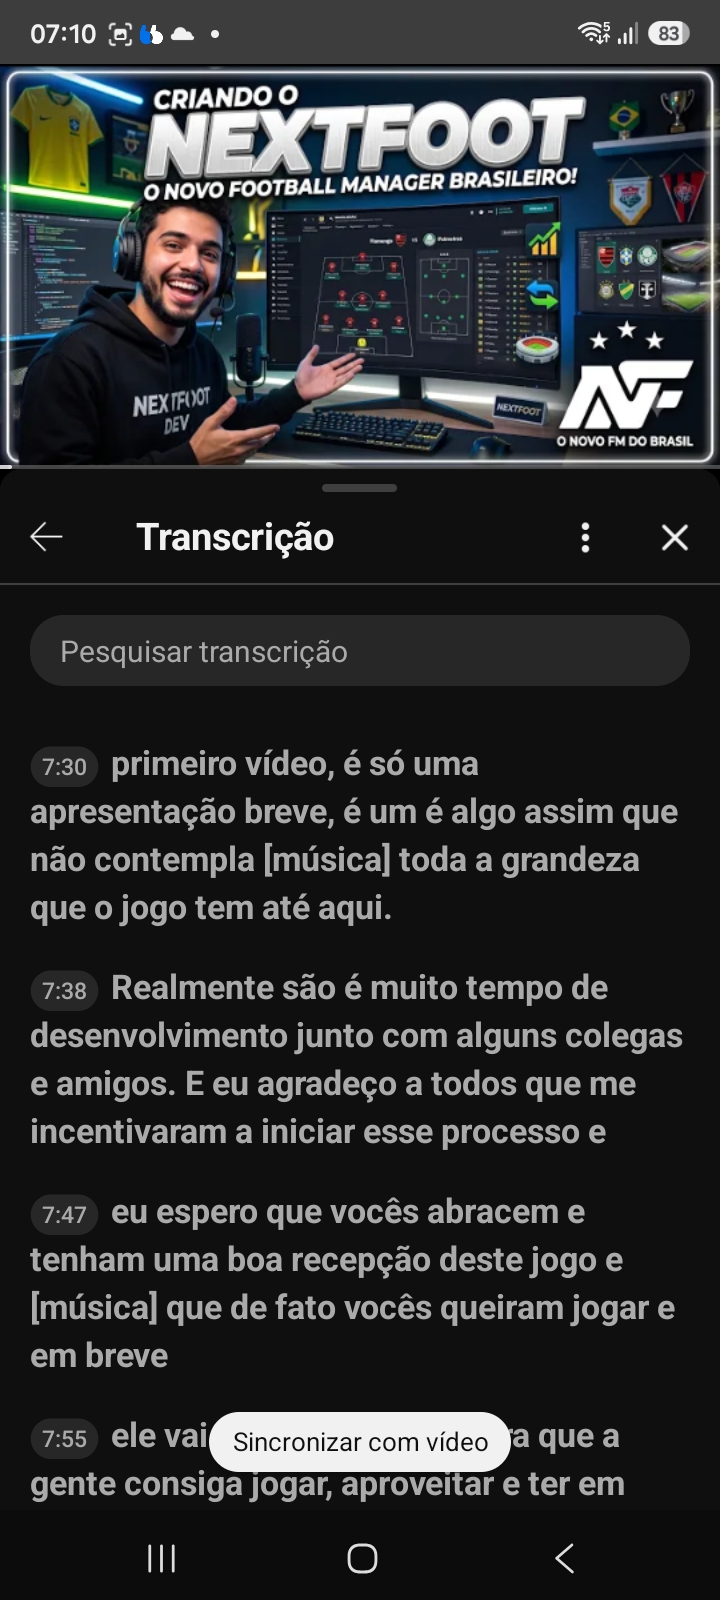 07:10
5
83
CRIANDO O
NEXTFOOT
O NOVO FOOTBALL MANAGER BRASILEIRO!
Flamengo
Palmeiras
NEXTFOOT
DEV
NEXTFOOT
NF
O NOVO FM DO BRASIL
Transcrição
Pesquisar transcrição
7:30 primeiro vídeo, é só uma
apresentação breve, é um é algo assim que
não contempla [música] toda a grandeza
que o jogo tem até aqui.
7:38 Realmente são é muito tempo de
desenvolvimento junto com alguns colegas
e amigos. E eu agradeço a todos que me
incentivaram a iniciar esse processo e
7:47 eu espero que vocês abracem e
tenham uma boa recepção deste jogo e
[música] que de fato vocês queiram jogar e
em breve
7:55 ele vai
Sincronizar com vídeo
que a
gente consiga jogar, aproveitar e ter em